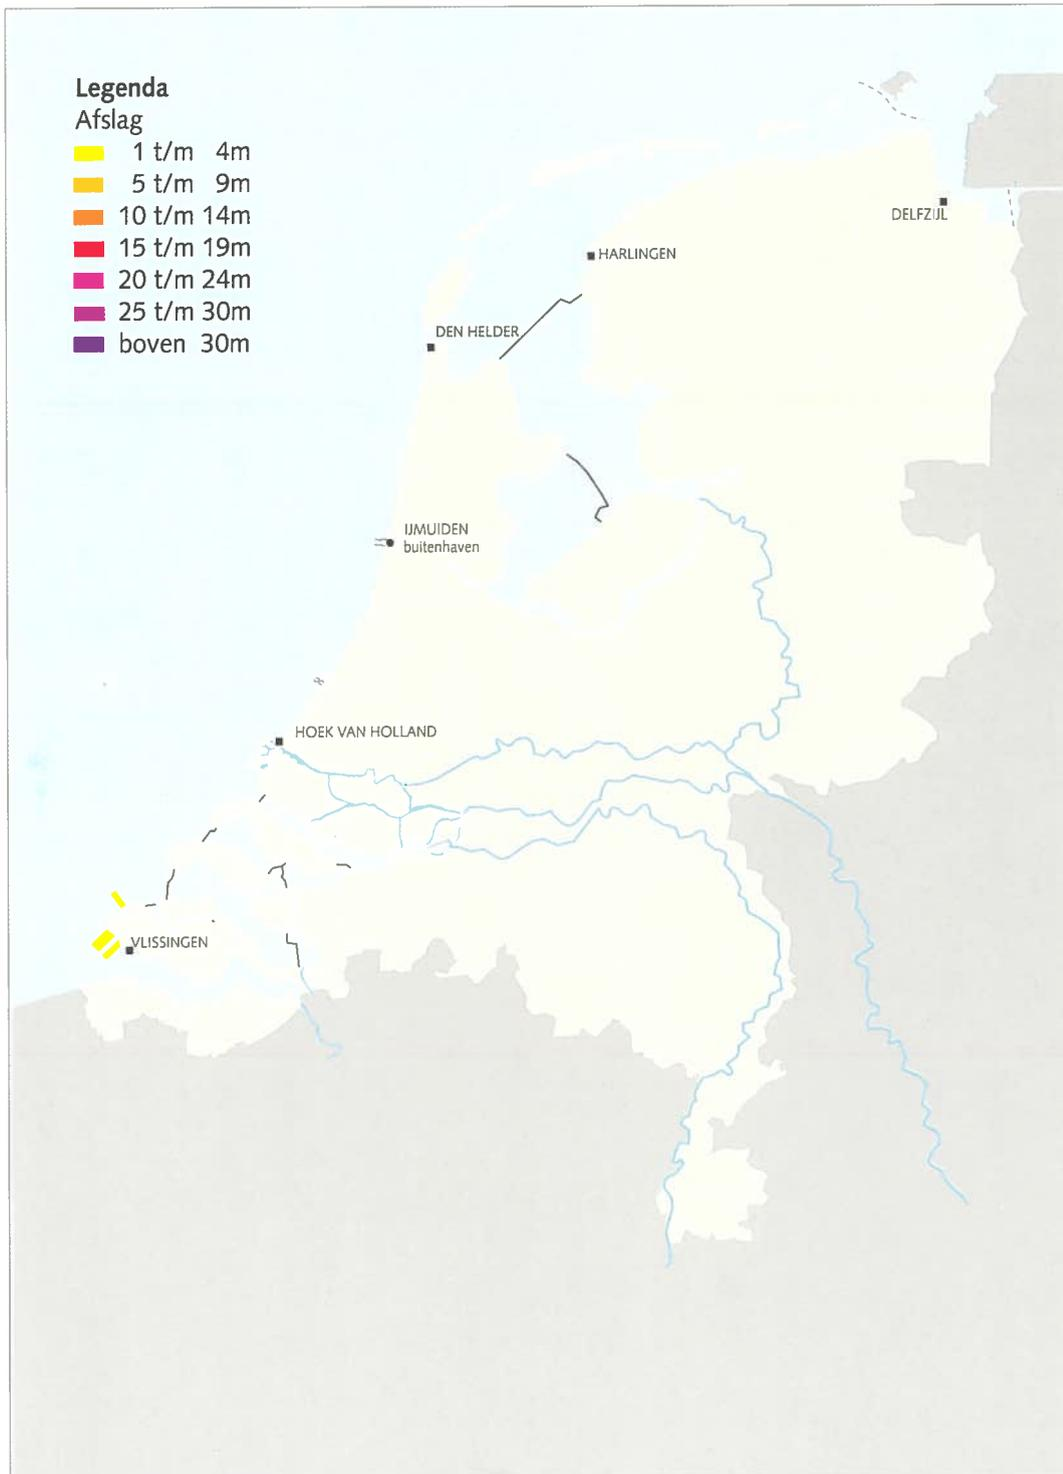 Legenda
Afslag
1 t/m 4m
5 t/m 9m
10 t/m 14m
15 t/m 19m
20 t/m 24m
25 t/m 30m
boven 30m
DELFZIJL
HARLINGEN
DEN HELDER
IJMUIDEN
buitenhaven
HOEK VAN HOLLAND
VLISSINGEN